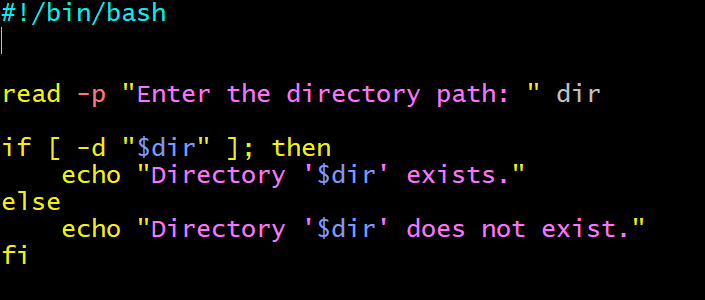 #!/bin/bash
read -p "Enter the directory path: " dir
if [ -d "$dir" ]; then
    echo "Directory '$dir' exists."
else
    echo "Directory '$dir' does not exist."
fi